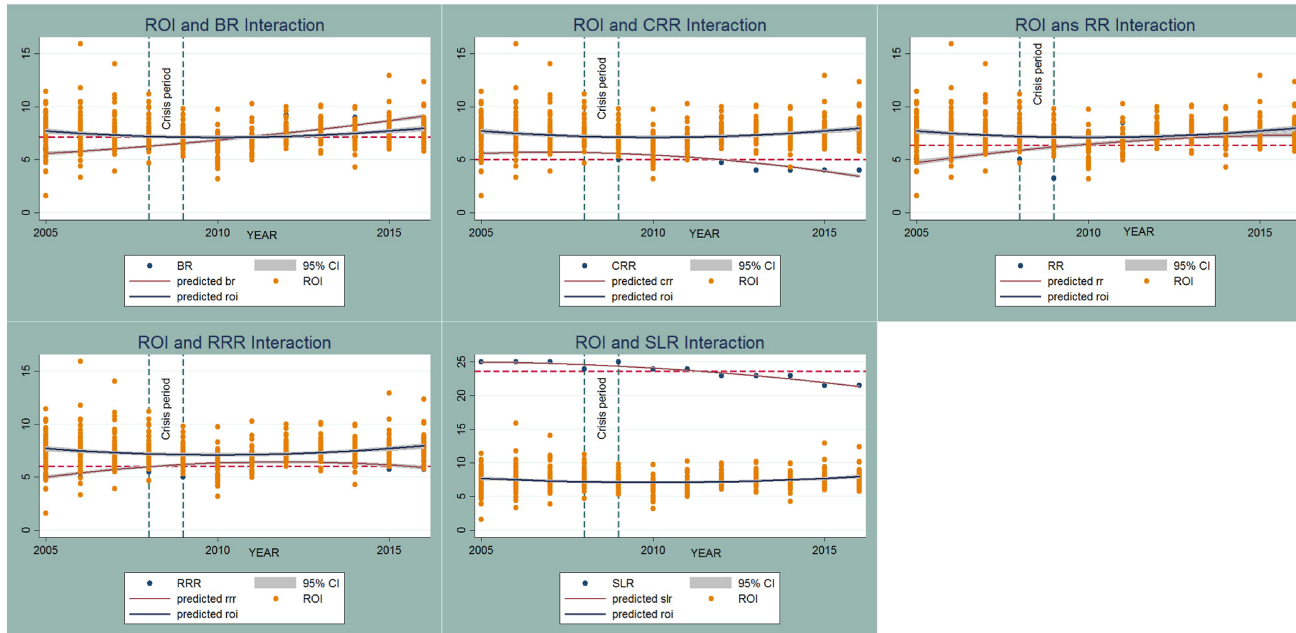 ROI and BR Interaction
15
10
5
0
Crisis period
2005
2010
2015
YEAR
BR
95% CI
predicted br
ROI
predicted roi
ROI and CRR Interaction
15
10
5
0
Crisis period
2005
2010
2015
YEAR
CRR
95% CI
predicted crr
ROI
predicted roi
ROI ans RR Interaction
15
10
5
0
Crisis period
2005
2010
2015
YEAR
RR
95% CI
predicted rr
ROI
predicted roi
ROI and RRR Interaction
15
10
5
0
Crisis period
2005
2010
2015
YEAR
RRR
95% CI
predicted rrr
ROI
predicted roi
ROI and SLR Interaction
25
20
15
10
5
0
Crisis period
2005
2010
2015
YEAR
SLR
95% CI
predicted slr
ROI
predicted roi